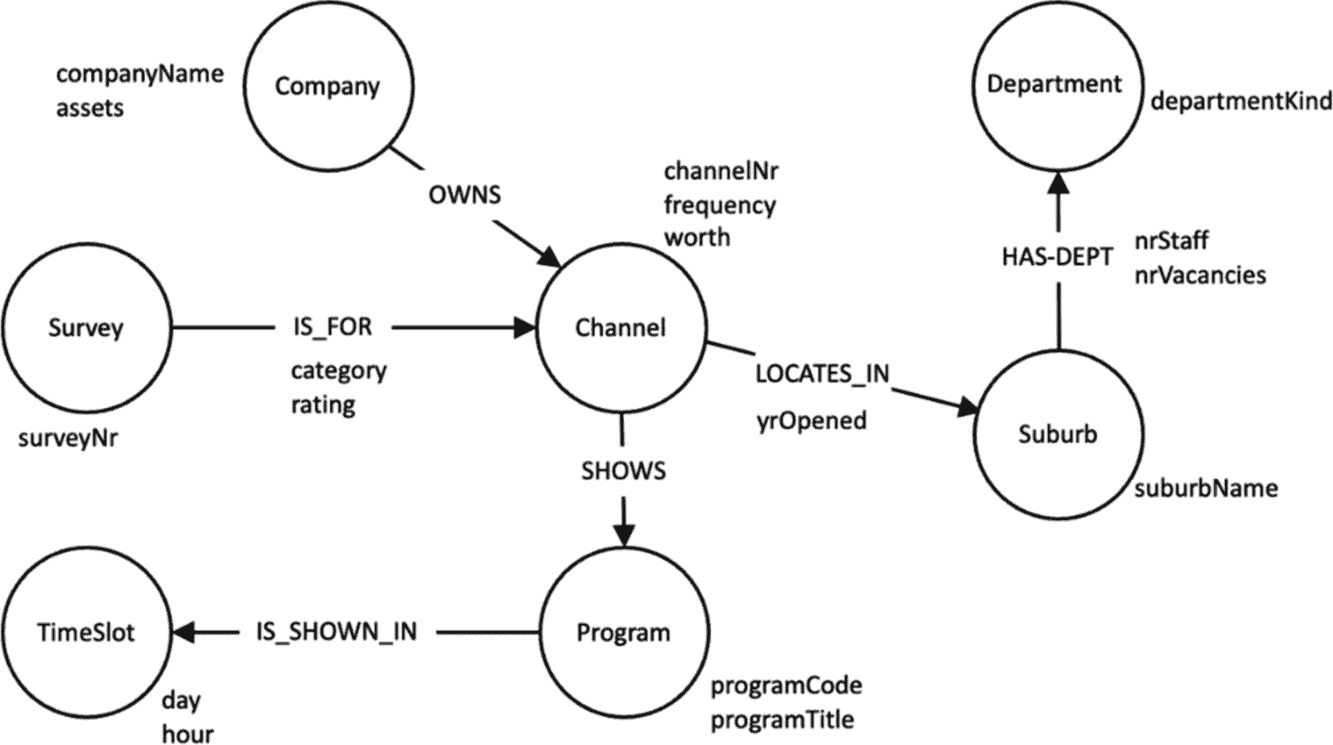 companyName
assets
Company
Department
departmentKind
OWNS
channelNr
frequency
worth
HAS-DEPT
nrStaff
nrVacancies
Survey
surveyNr
IS_FOR
category
rating
Channel
LOCATES_IN
yrOpened
Suburb
suburbName
SHOWS
TimeSlot
day
hour
IS_SHOWN_IN
Program
programCode
programTitle